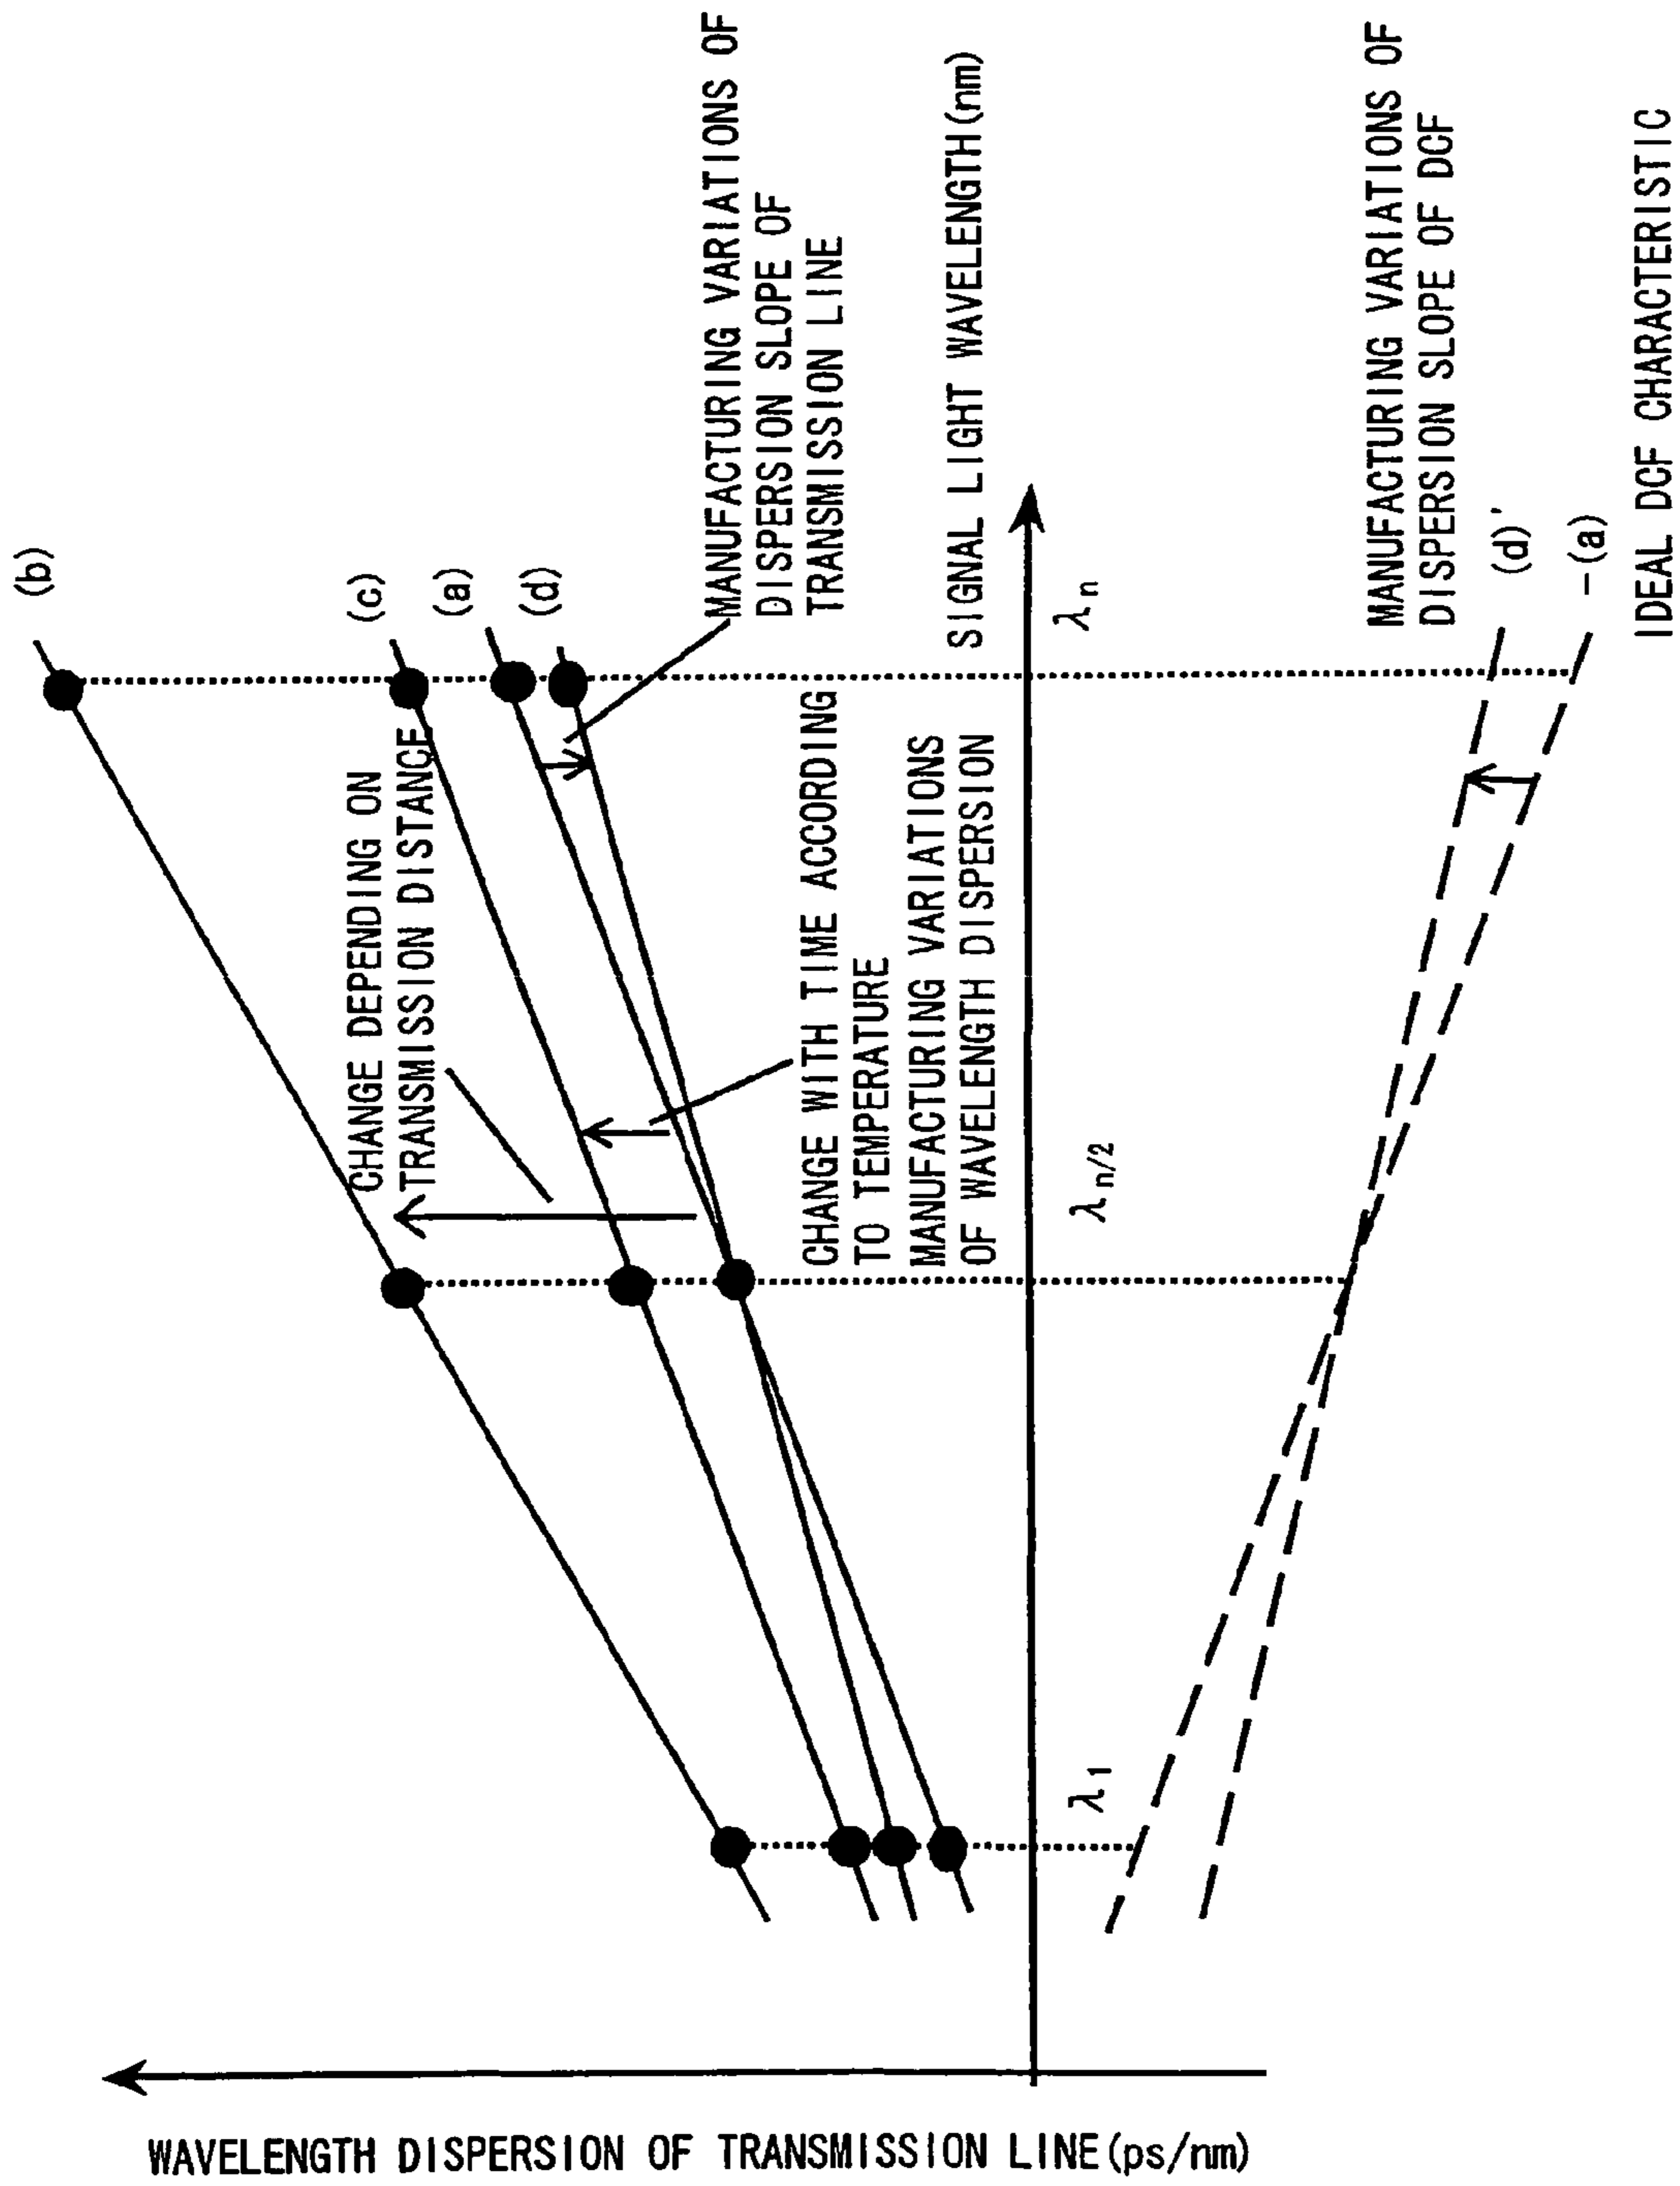 (b)
(c)
(a)
(d)
CHANGE DEPENDING ON
TRANSMISSION DISTANCE
MANUFACTURING VARIATIONS OF
DISPERSION SLOPE OF
TRANSMISSION LINE
CHANGE WITH TIME ACCORDING
TO TEMPERATURE
MANUFACTURING VARIATIONS
OF WAVELENGTH DISPERSION
SIGNAL LIGHT WAVELENGTH(nm)
λ1
λn/2
λn
MANUFACTURING VARIATIONS OF
DISPERSION SLOPE OF DCF
(d)'
-(a)
IDEAL DCF CHARACTERISTIC
WAVELENGTH DISPERSION OF TRANSMISSION LINE(ps/nm)